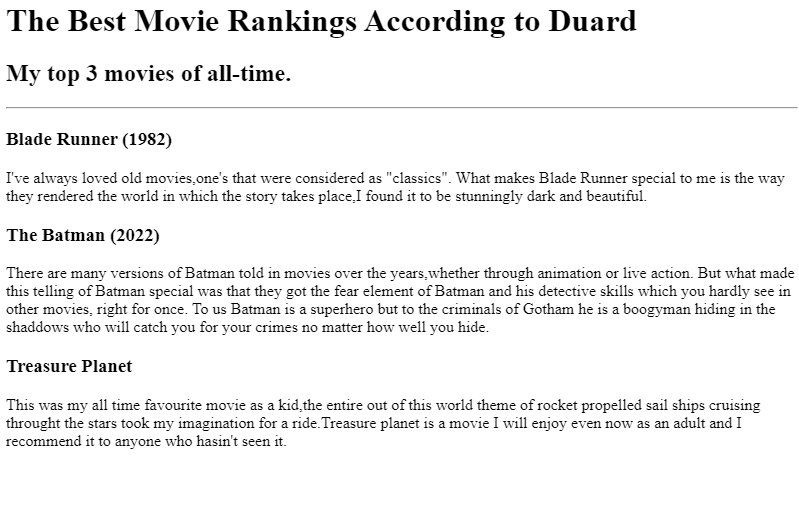 The Best Movie Rankings According to Duard
My top 3 movies of all-time.
Blade Runner (1982)
I've always loved old movies,one's that were considered as "classics". What makes Blade Runner special to me is the way
they rendered the world in which the story takes place,I found it to be stunningly dark and beautiful.
The Batman (2022)
There are many versions of Batman told in movies over the years,whether through animation or live action. But what made
this telling of Batman special was that they got the fear element of Batman and his detective skills which you hardly see in
other movies, right for once. To us Batman is a superhero but to the criminals of Gotham he is a boogyman hiding in the
shaddows who will catch you for your crimes no matter how well you hide.
Treasure Planet
This was my all time favourite movie as a kid,the entire out of this world theme of rocket propelled sail ships cruising
throught the stars took my imagination for a ride.Treasure planet is a movie I will enjoy even now as an adult and I
recommend it to anyone who hasin't seen it.